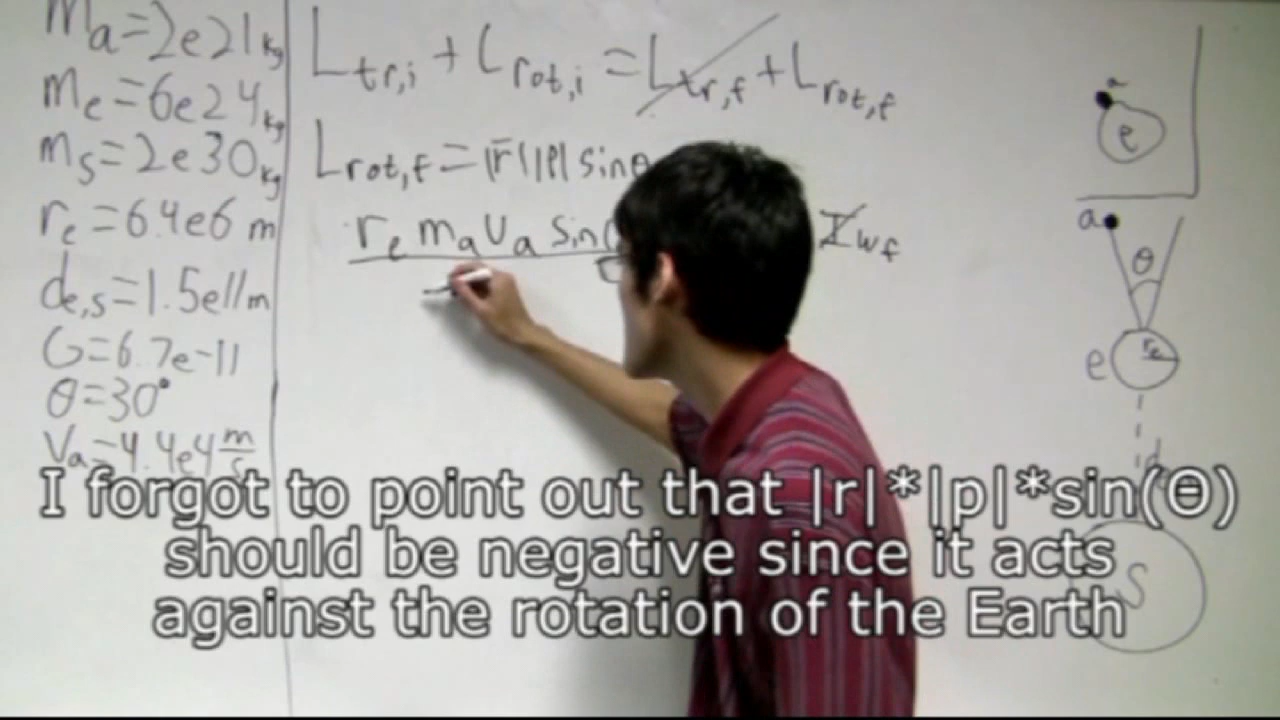 ma=2e21kg
me=6e24kg
ms=2e30kg
re=6.4e6 m
de,s=1.5e11m
G=6.7e-11
θ=30°
Va=4.4e4 m/s
Ltr,i + Lrot,i = Ltr,f + Lrot,f
Lrot,f = |r̄||p̄| sinθ
re ma va sin(
Iwf
a
e
a
θ
re
e
d
S
I forgot to point out that |r|*|p|*sin(Θ)
should be negative since it acts
against the rotation of the Earth